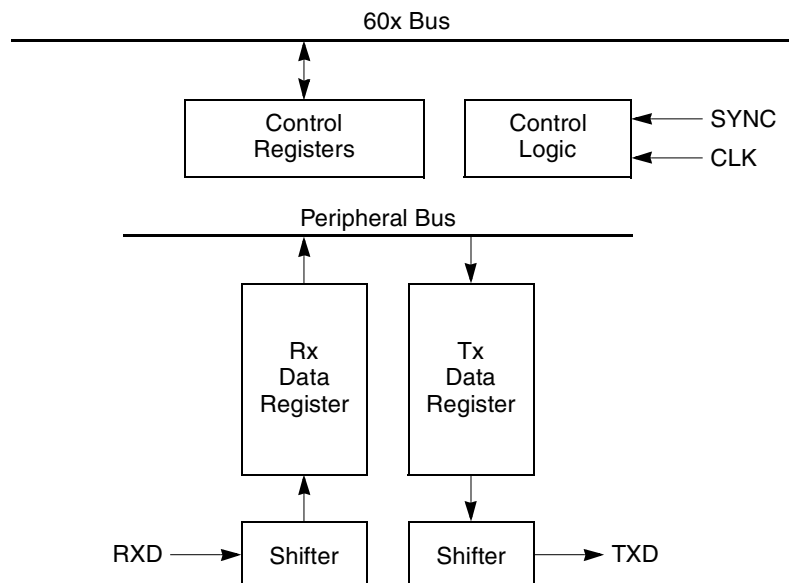 60x Bus
Control
Registers
Control
Logic
SYNC
CLK
Peripheral Bus
Rx
Data
Register
Tx
Data
Register
RXD
Shifter
Shifter
TXD